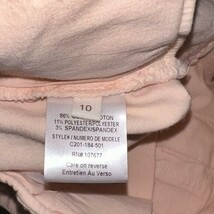 10
86% COTTON
11% POLYESTER/POLYESTER
3% SPANDEX/SPANDEX
STYLE# / NUMERO DE MODELE
C201-184-501
RN# 107677
Care on reverse
Entretien Au Verso